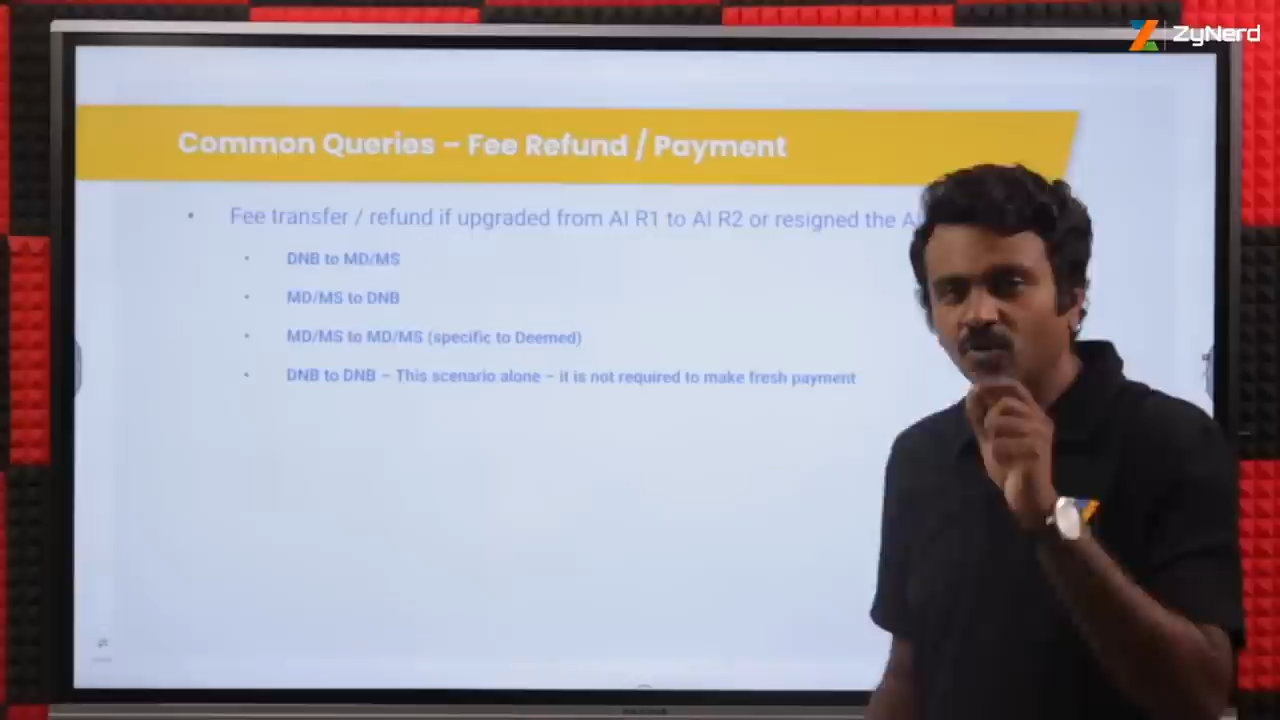 ZyNerd
Common Queries – Fee Refund / Payment
• Fee transfer / refund if upgraded from AI R1 to AI R2 or resigned the
• DNB to MD/MS
• MD/MS to DNB
• MD/MS to MD/MS (specific to Deemed)
• DNB to DNB – This scenario alone – it is not required to make fresh payment